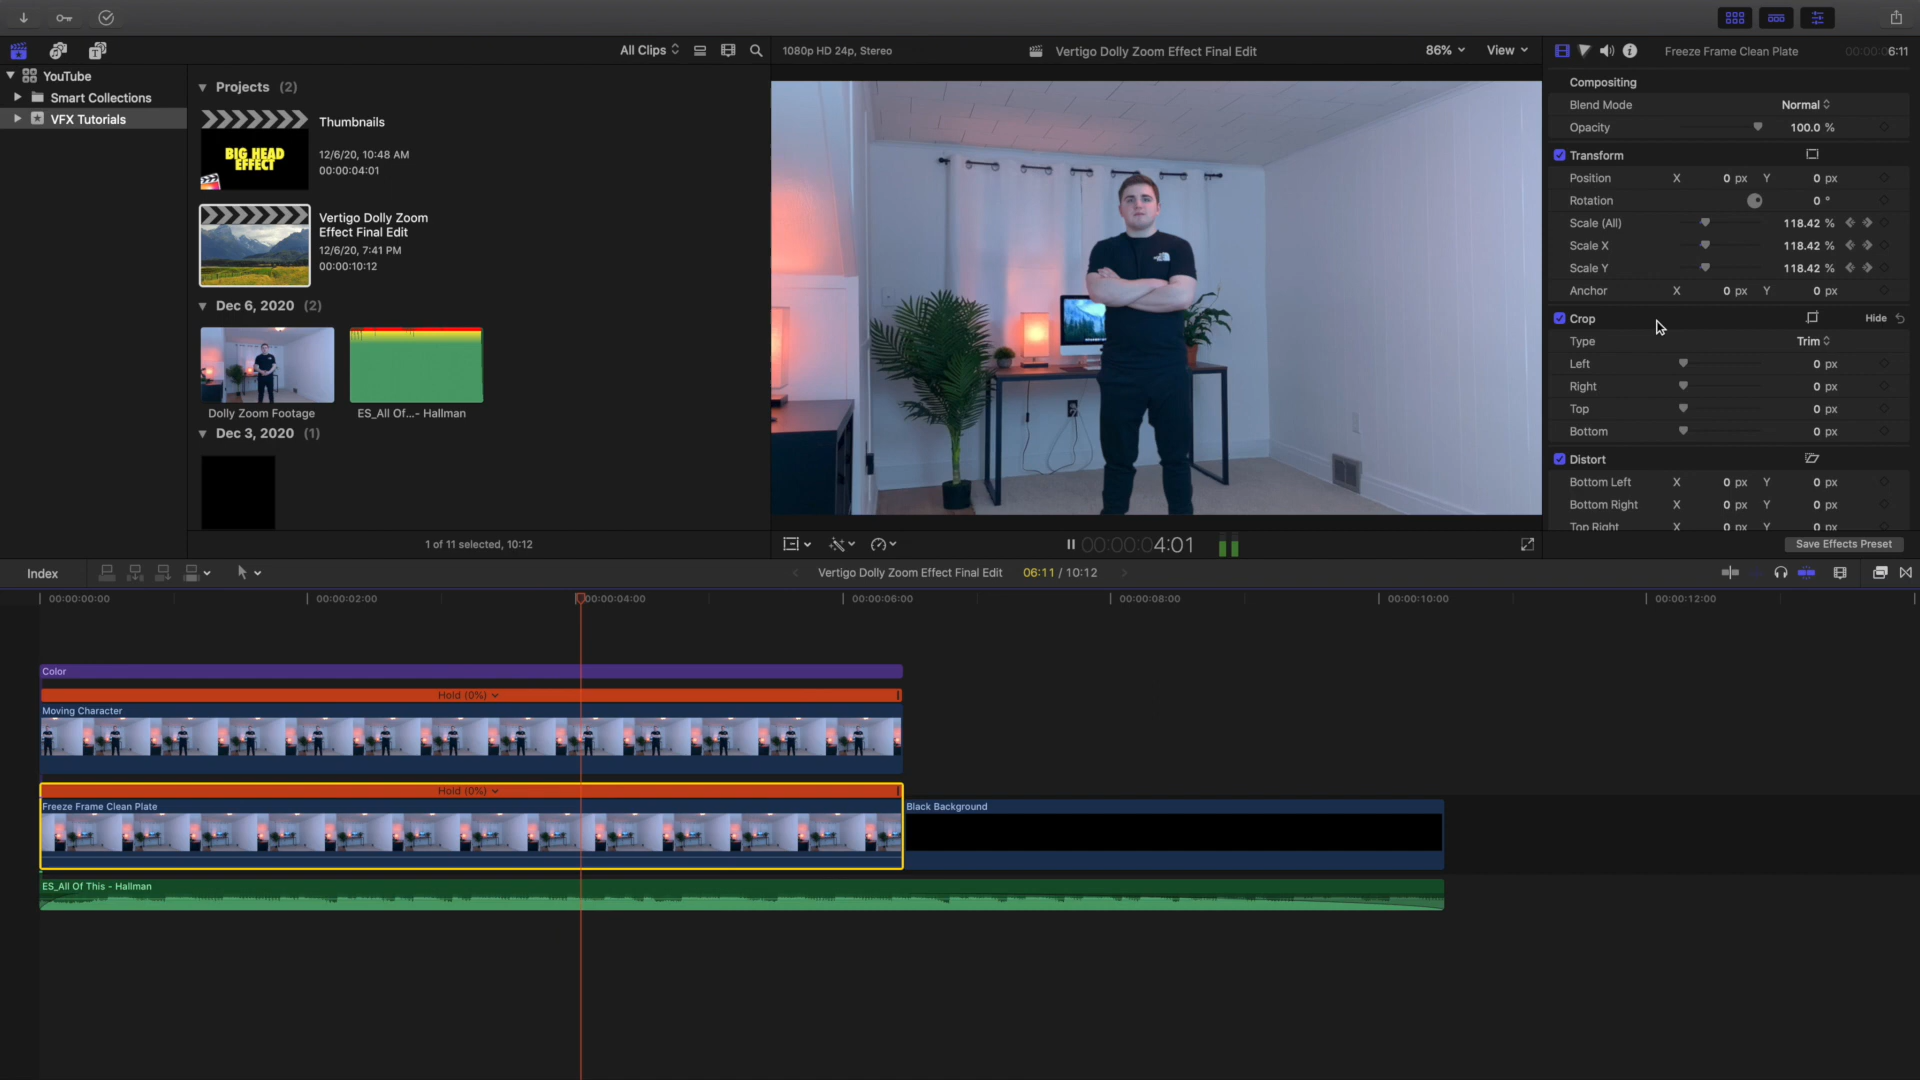 All Clips
1080p HD 24p, Stereo
Vertigo Dolly Zoom Effect Final Edit
86%
View
Freeze Frame Clean Plate
00:00:06:11
YouTube
Smart Collections
VFX Tutorials
Projects (2)
Thumbnails
12/6/20, 10:48 AM
00:00:04:01
BIG HEAD
EFFECT
Vertigo Dolly Zoom
Effect Final Edit
12/6/20, 7:41 PM
00:00:10:12
Dec 6, 2020 (2)
Dolly Zoom Footage
ES_All Of...- Hallman
Dec 3, 2020 (1)
1 of 11 selected, 10:12
00:00:04:01
Compositing
Blend Mode Normal
Opacity 100.0 %
Transform
Position X 0 px Y 0 px
Rotation 0 °
Scale (All) 118.42 %
Scale X 118.42 %
Scale Y 118.42 %
Anchor X 0 px Y 0 px
Crop Hide
Type Trim
Left 0 px
Right 0 px
Top 0 px
Bottom 0 px
Distort
Bottom Left X 0 px Y 0 px
Bottom Right X 0 px Y 0 px
Top Right X 0 px Y 0 px
Save Effects Preset
Index
Vertigo Dolly Zoom Effect Final Edit
06:11 / 10:12
00:00:00:00
00:00:02:00
00:00:04:00
00:00:06:00
00:00:08:00
00:00:10:00
00:00:12:00
Color
Hold (0%)
Moving Character
Hold (0%)
Freeze Frame Clean Plate
Black Background
ES_All Of This - Hallman